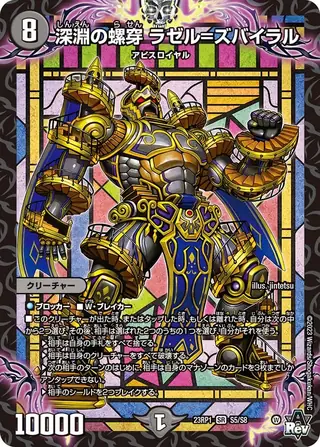 8
しんえん らせん
深淵の螺穿 ラゼル=ズバイラル
アビスロイヤル
illus. jintetsu
クリーチャー
■ブロッカー ■W・ブレイカー
■このクリーチャーが出た時、またはタップした時、もしくは離れた時、自分は次の中から2つ選び、その後、相手は選ばれた2つのうちの1つを選び、自分がそれを使う。
▶相手は自身の手札をすべて捨てる。
▶相手は自身のクリーチャーをすべて破壊する。
▶次の相手のターンのはじめに、相手は自身のマナゾーンのカードを3枚までしかアンタップできない。
▶相手のシールドを2つブレイクする。
10000
1
23RP1 SR S5/S8
Rev